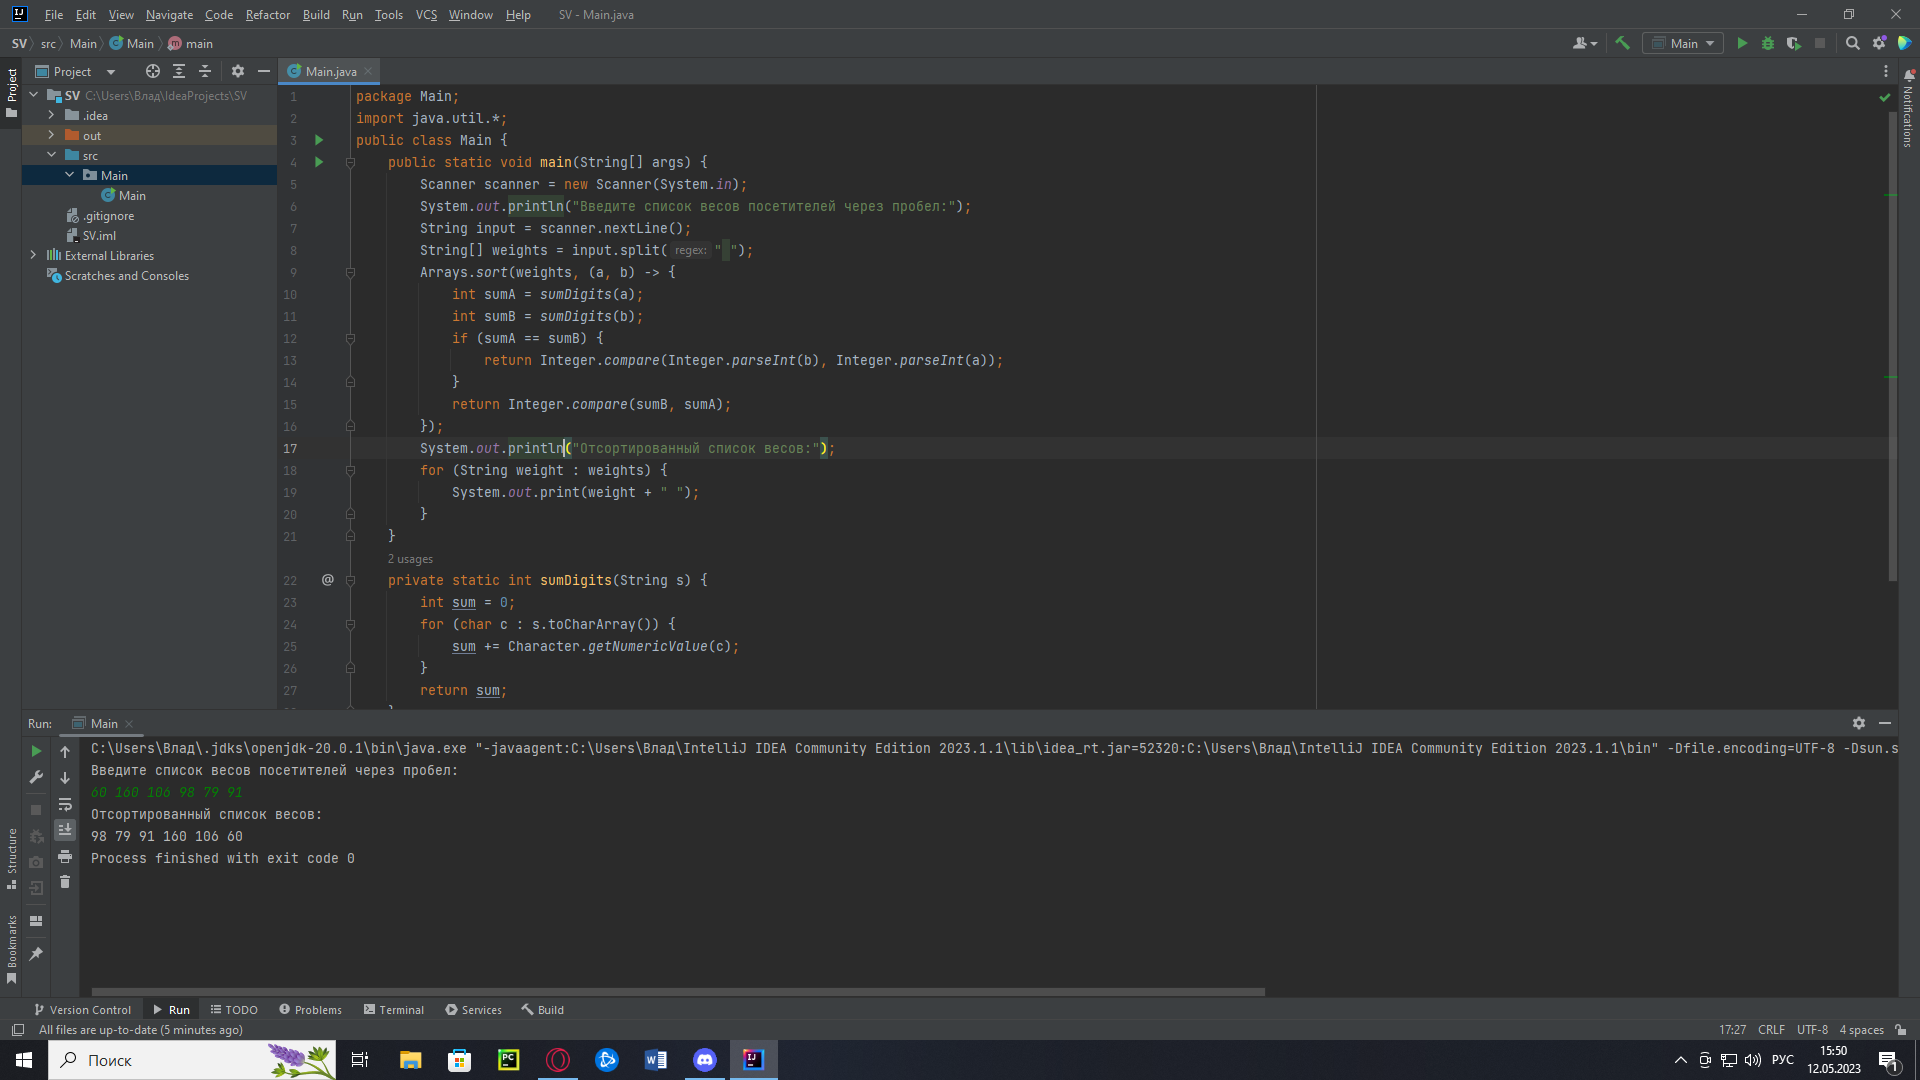 File Edit View Navigate Code Refactor Build Run Tools VCS Window Help SV - Main.java
SV src Main Main main
Main
Project
Main.java
Project
Notifications
SV C:\Users\Влад\IdeaProjects\SV
.idea
out
src
Main
Main
.gitignore
SV.iml
External Libraries
Scratches and Consoles
1 package Main;
2 import java.util.*;
3 public class Main {
4 public static void main(String[] args) {
5 Scanner scanner = new Scanner(System.in);
6 System.out.println("Введите список весов посетителей через пробел:");
7 String input = scanner.nextLine();
8 String[] weights = input.split( regex: " ");
9 Arrays.sort(weights, (a, b) -> {
10 int sumA = sumDigits(a);
11 int sumB = sumDigits(b);
12 if (sumA == sumB) {
13 return Integer.compare(Integer.parseInt(b), Integer.parseInt(a));
14 }
15 return Integer.compare(sumB, sumA);
16 });
17 System.out.println("Отсортированный список весов:");
18 for (String weight : weights) {
19 System.out.print(weight + " ");
20 }
21 }
2 usages
22 @ private static int sumDigits(String s) {
23 int sum = 0;
24 for (char c : s.toCharArray()) {
25 sum += Character.getNumericValue(c);
26 }
27 return sum;
Run: Main
C:\Users\Влад\.jdks\openjdk-20.0.1\bin\java.exe "-javaagent:C:\Users\Влад\IntelliJ IDEA Community Edition 2023.1.1\lib\idea_rt.jar=52320:C:\Users\Влад\IntelliJ IDEA Community Edition 2023.1.1\bin" -Dfile.encoding=UTF-8 -Dsun.s
Введите список весов посетителей через пробел:
60 160 106 98 79 91
Отсортированный список весов:
98 79 91 160 106 60
Process finished with exit code 0
Structure
Bookmarks
Version Control Run TODO Problems Terminal Services Build
All files are up-to-date (5 minutes ago) 17:27 CRLF UTF-8 4 spaces
Поиск
РУС
15:50
12.05.2023
1